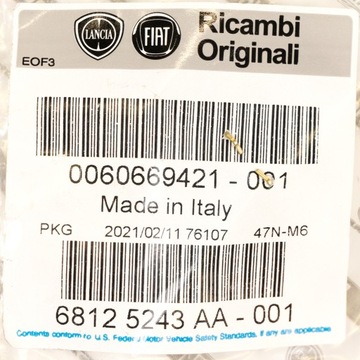 LANCIA FIAT Ricambi
Originali
EOF3
0060669421 - 001
Made in Italy
PKG 2021/02/11 76107 47N-M6
6812 5243 AA - 001
Contents conform to U.S. Federal Motor Vehicle Safety Standards, if any are applicable